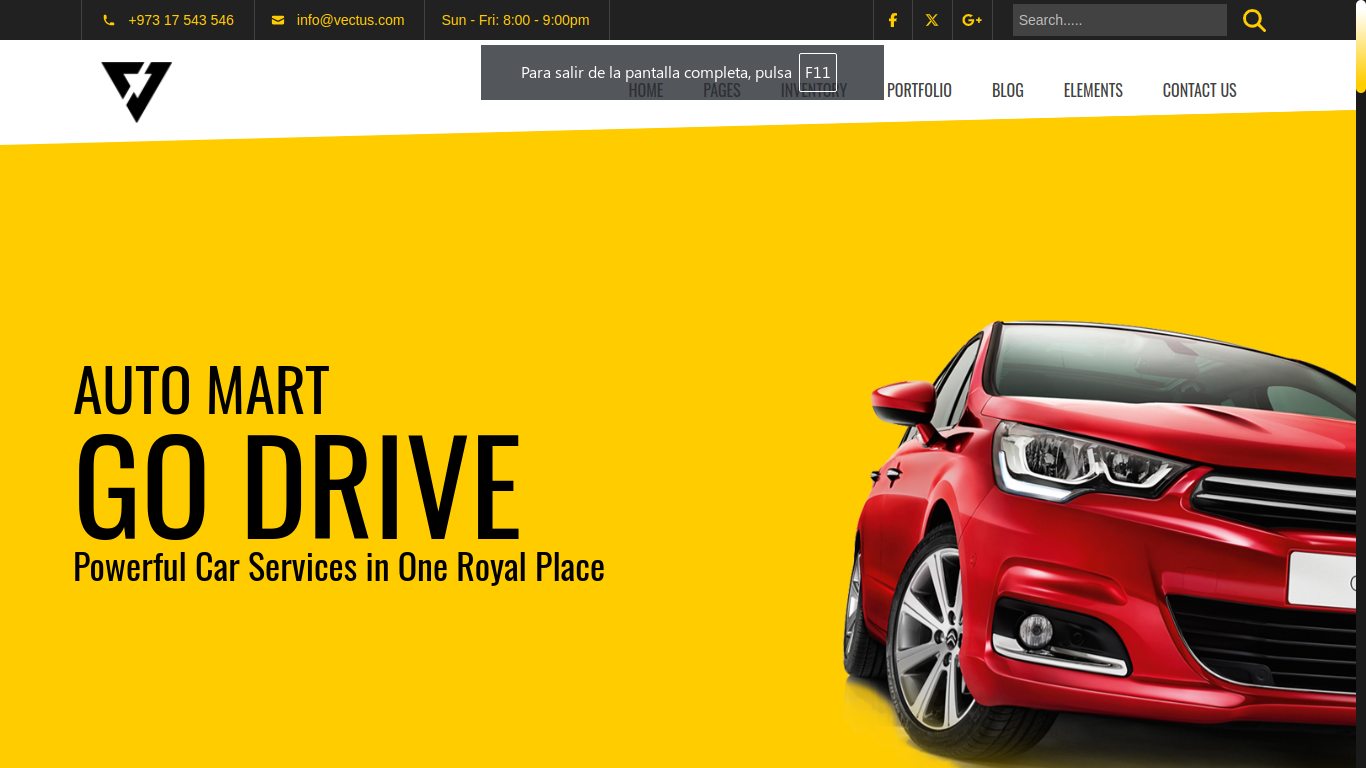 +973 17 543 546
info@vectus.com
Sun - Fri: 8:00 - 9:00pm
Search.....
Para salir de la pantalla completa, pulsa F11
HOME PAGES INVENTORY PORTFOLIO BLOG ELEMENTS CONTACT US
AUTO MART
GO DRIVE
Powerful Car Services in One Royal Place